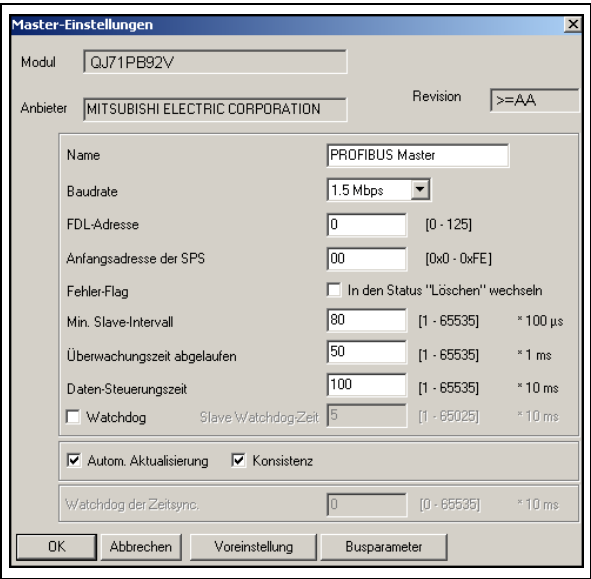 Master-Einstellungen
Modul QJ71PB92V
Anbieter MITSUBISHI ELECTRIC CORPORATION Revision >=AA
Name PROFIBUS Master
Baudrate 1.5 Mbps
FDL-Adresse 0 [0 - 125]
Anfangsadresse der SPS 00 [0x0 - 0xFE]
Fehler-Flag In den Status "Löschen" wechseln
Min. Slave-Intervall 80 [1 - 65535] * 100 µs
Überwachungszeit abgelaufen 50 [1 - 65535] * 1 ms
Daten-Steuerungszeit 100 [1 - 65535] * 10 ms
Watchdog Slave Watchdog-Zeit 5 [1 - 65025] * 10 ms
Autom. Aktualisierung Konsistenz
Watchdog der Zeitsync. 0 [0 - 65535] * 10 ms
OK Abbrechen Voreinstellung Busparameter